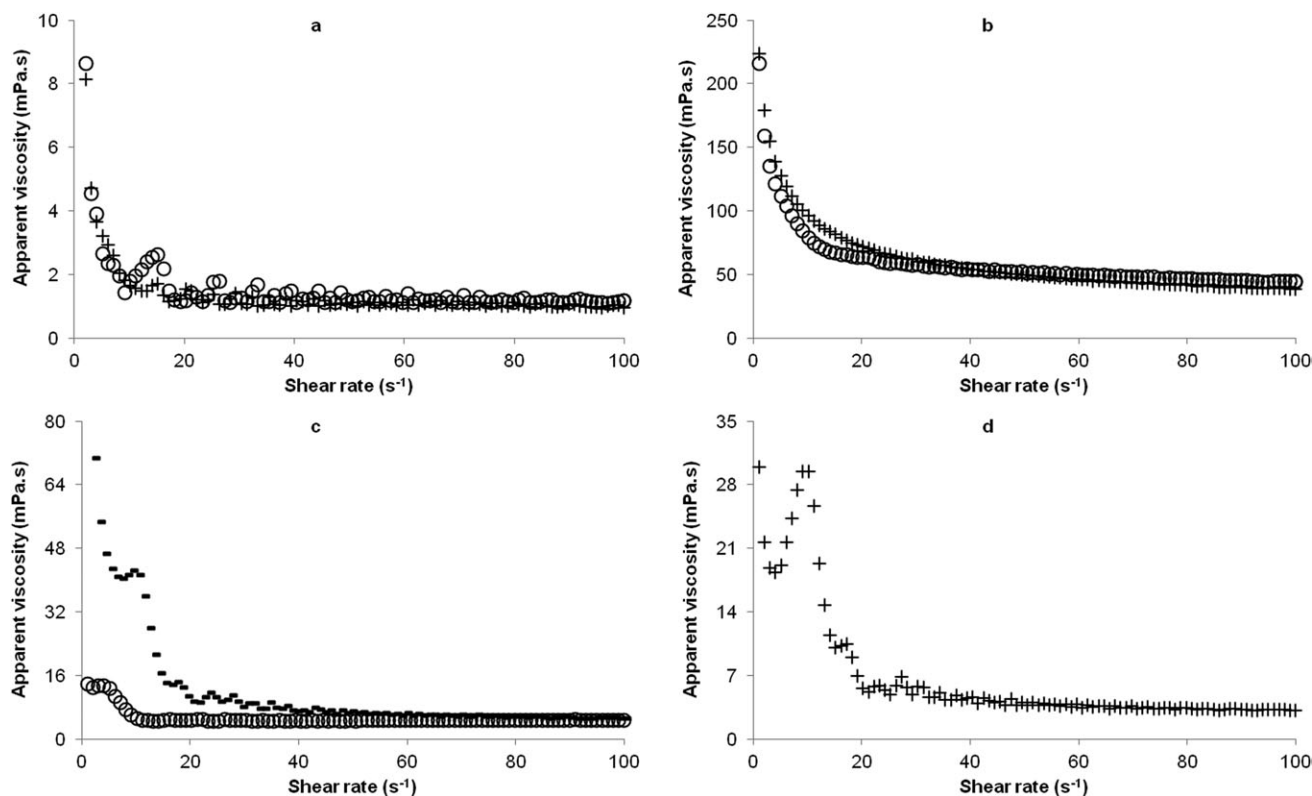 a
Apparent viscosity (mPa.s)
10
8
6
4
2
0
0 20 40 60 80 100
Shear rate (s-1)
b
Apparent viscosity (mPa.s)
250
200
150
100
50
0
0 20 40 60 80 100
Shear rate (s-1)
c
Apparent viscosity (mPa.s)
80
64
48
32
16
0
0 20 40 60 80 100
Shear rate (s-1)
d
Apparent viscosity (mPa.s)
35
28
21
14
7
0
0 20 40 60 80 100
Shear rate (s-1)